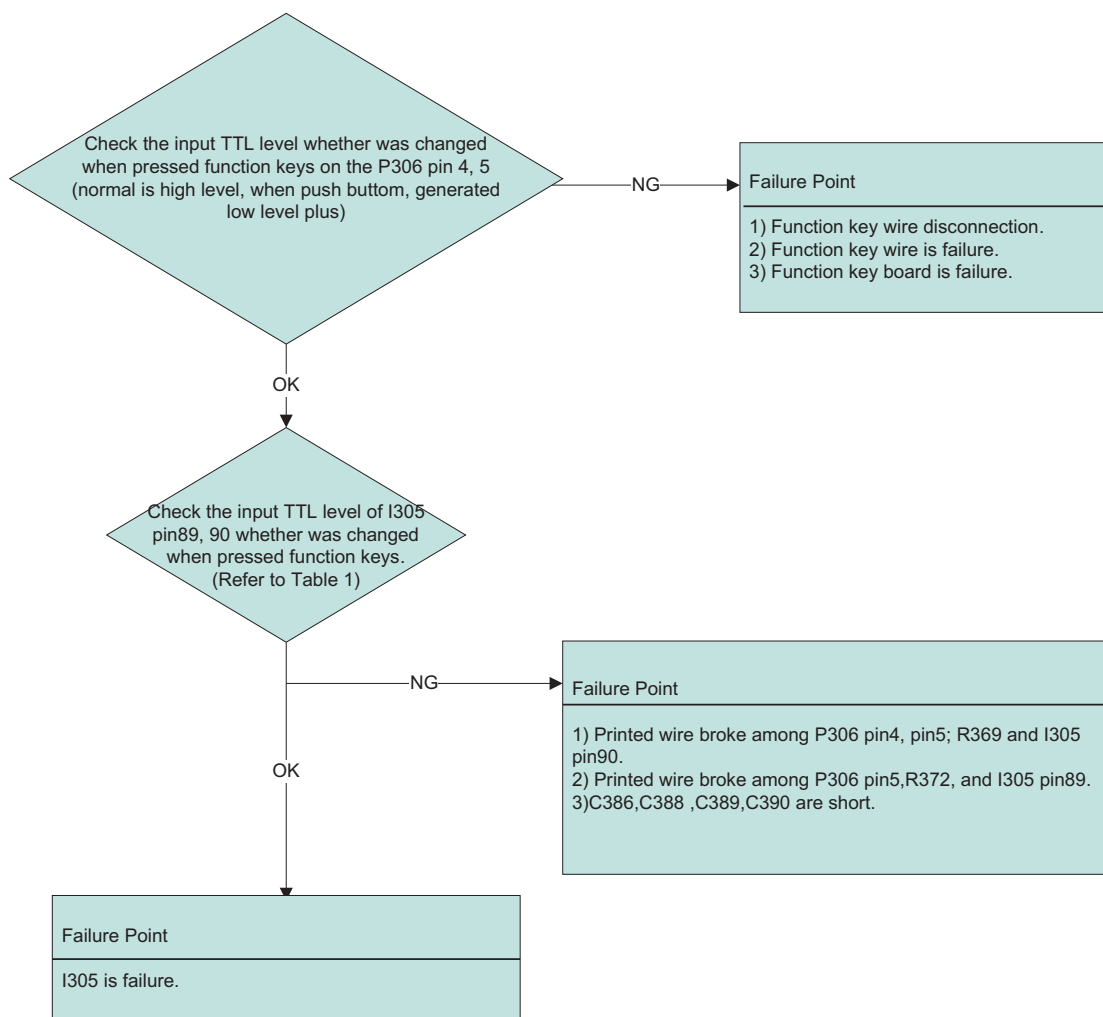 Check the input TTL level whether was changed
when pressed function keys on the P306 pin 4, 5
(normal is high level, when push buttom, generated
low level plus)
NG
Failure Point
1) Function key wire disconnection.
2) Function key wire is failure.
3) Function key board is failure.
OK
Check the input TTL level of I305
pin89, 90 whether was changed
when pressed function keys.
(Refer to Table 1)
NG
Failure Point
1) Printed wire broke among P306 pin4, pin5; R369 and I305
pin90.
2) Printed wire broke among P306 pin5,R372, and I305 pin89.
3)C386,C388 ,C389,C390 are short.
OK
Failure Point
I305 is failure.